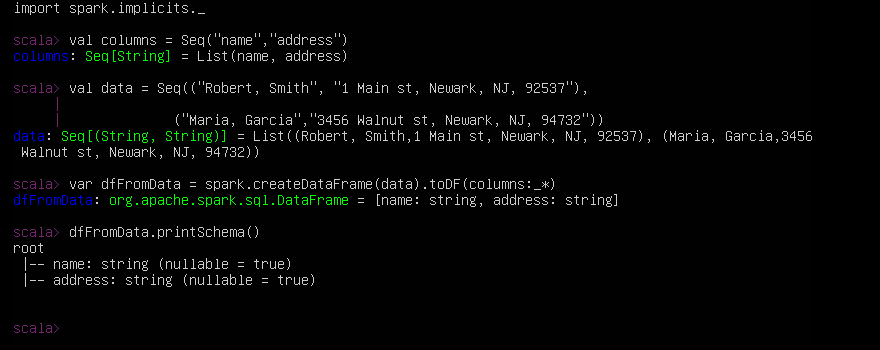 import spark.implicits._
scala> val columns = Seq("name","address")
columns: Seq[String] = List(name, address)
scala> val data = Seq(("Robert, Smith", "1 Main st, Newark, NJ, 92537"),
     |
     |               ("Maria, Garcia","3456 Walnut st, Newark, NJ, 94732"))
data: Seq[(String, String)] = List((Robert, Smith,1 Main st, Newark, NJ, 92537), (Maria, Garcia,3456
 Walnut st, Newark, NJ, 94732))
scala> var dfFromData = spark.createDataFrame(data).toDF(columns:_*)
dfFromData: org.apache.spark.sql.DataFrame = [name: string, address: string]
scala> dfFromData.printSchema()
root
 |-- name: string (nullable = true)
 |-- address: string (nullable = true)
scala>